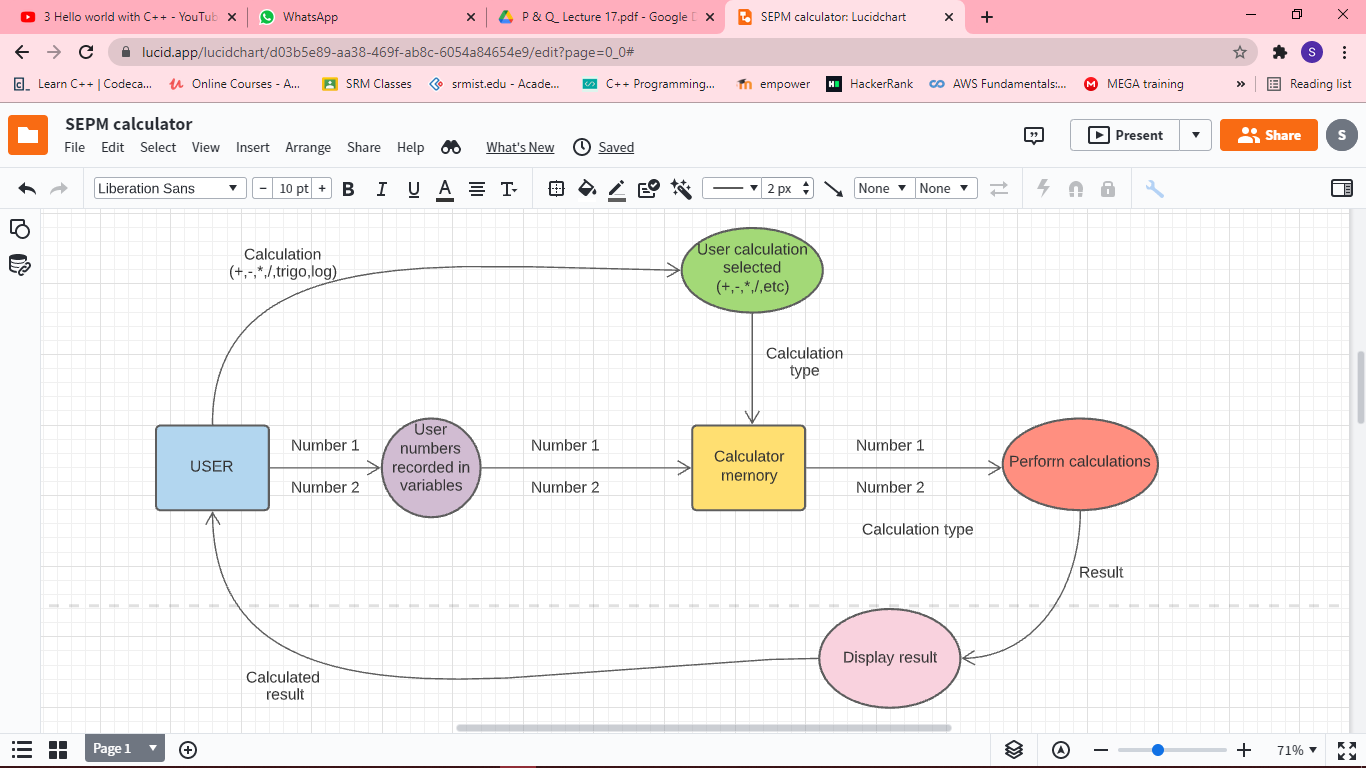 3 Hello world with C++ - YouTub
WhatsApp
P & Q_ Lecture 17.pdf - Google D
SEPM calculator: Lucidchart
lucid.app/lucidchart/d03b5e89-aa38-469f-ab8c-6054a84654e9/edit?page=0_0#
S
Learn C++ | Codeca...
Online Courses - A...
SRM Classes
srmist.edu - Acade...
C++ Programming...
empower
HackerRank
AWS Fundamentals:...
MEGA training
»
Reading list
SEPM calculator
File Edit Select View Insert Arrange Share Help What's New Saved
Present
Share
S
Liberation Sans
− 10 pt +
B I U A T
2 px
None
None
Calculation
(+,-,*,/,trigo,log)
User calculation
selected
(+,-,*,/,etc)
Calculation
type
USER
Number 1
Number 2
User
numbers
recorded in
variables
Number 1
Number 2
Calculator
memory
Number 1
Number 2
Calculation type
Perform calculations
Result
Display result
Calculated
result
Page 1
71%